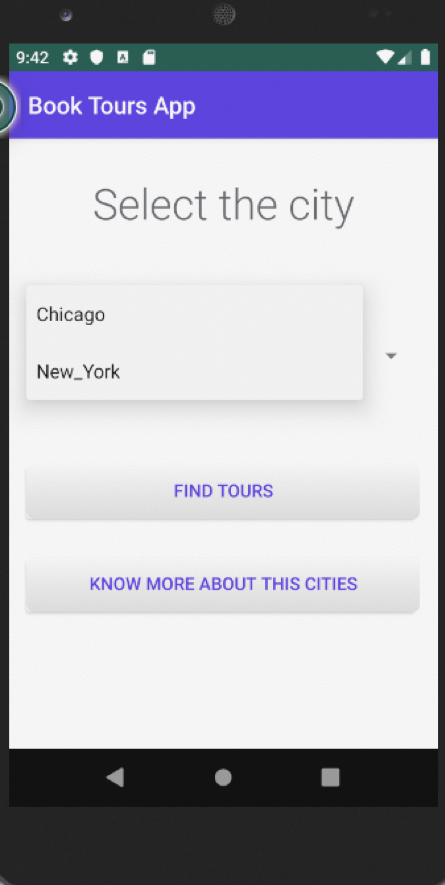 9:42
Book Tours App
Select the city
Chicago
New_York
FIND TOURS
KNOW MORE ABOUT THIS CITIES